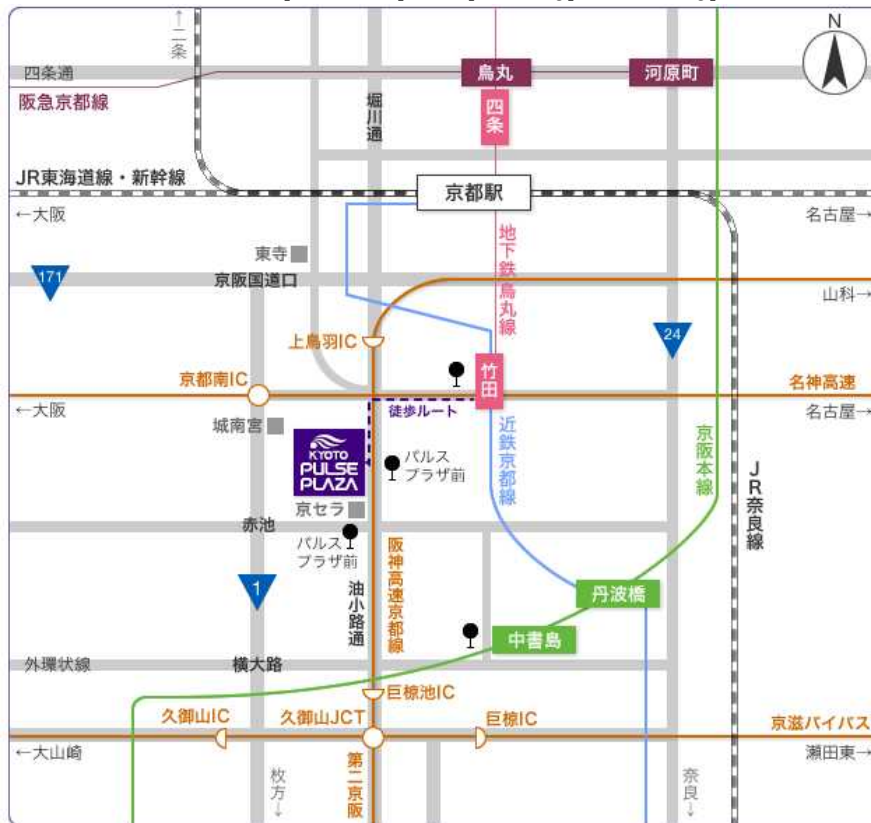 N
↑二条
四条通
烏丸
河原町
阪急京都線
堀川通
四条
JR東海道線・新幹線
京都駅
←大阪
名古屋→
地下鉄烏丸線
東寺
171
京阪国道口
山科→
24
上鳥羽IC
竹田
京都南IC
名神高速
←大阪
徒歩ルート
名古屋→
城南宮
近鉄京都線
京阪本線
KYOTO
PULSE
PLAZA
パルス
プラザ前
JR奈良線
京セラ
赤池
パルス
プラザ前
阪神高速京都線
1
油小路通
丹波橋
中書島
外環状線
横大路
巨椋池IC
久御山IC
久御山JCT
巨椋IC
京滋バイパス
←大山崎
瀬田東→
第二京阪
枚方→
奈良→